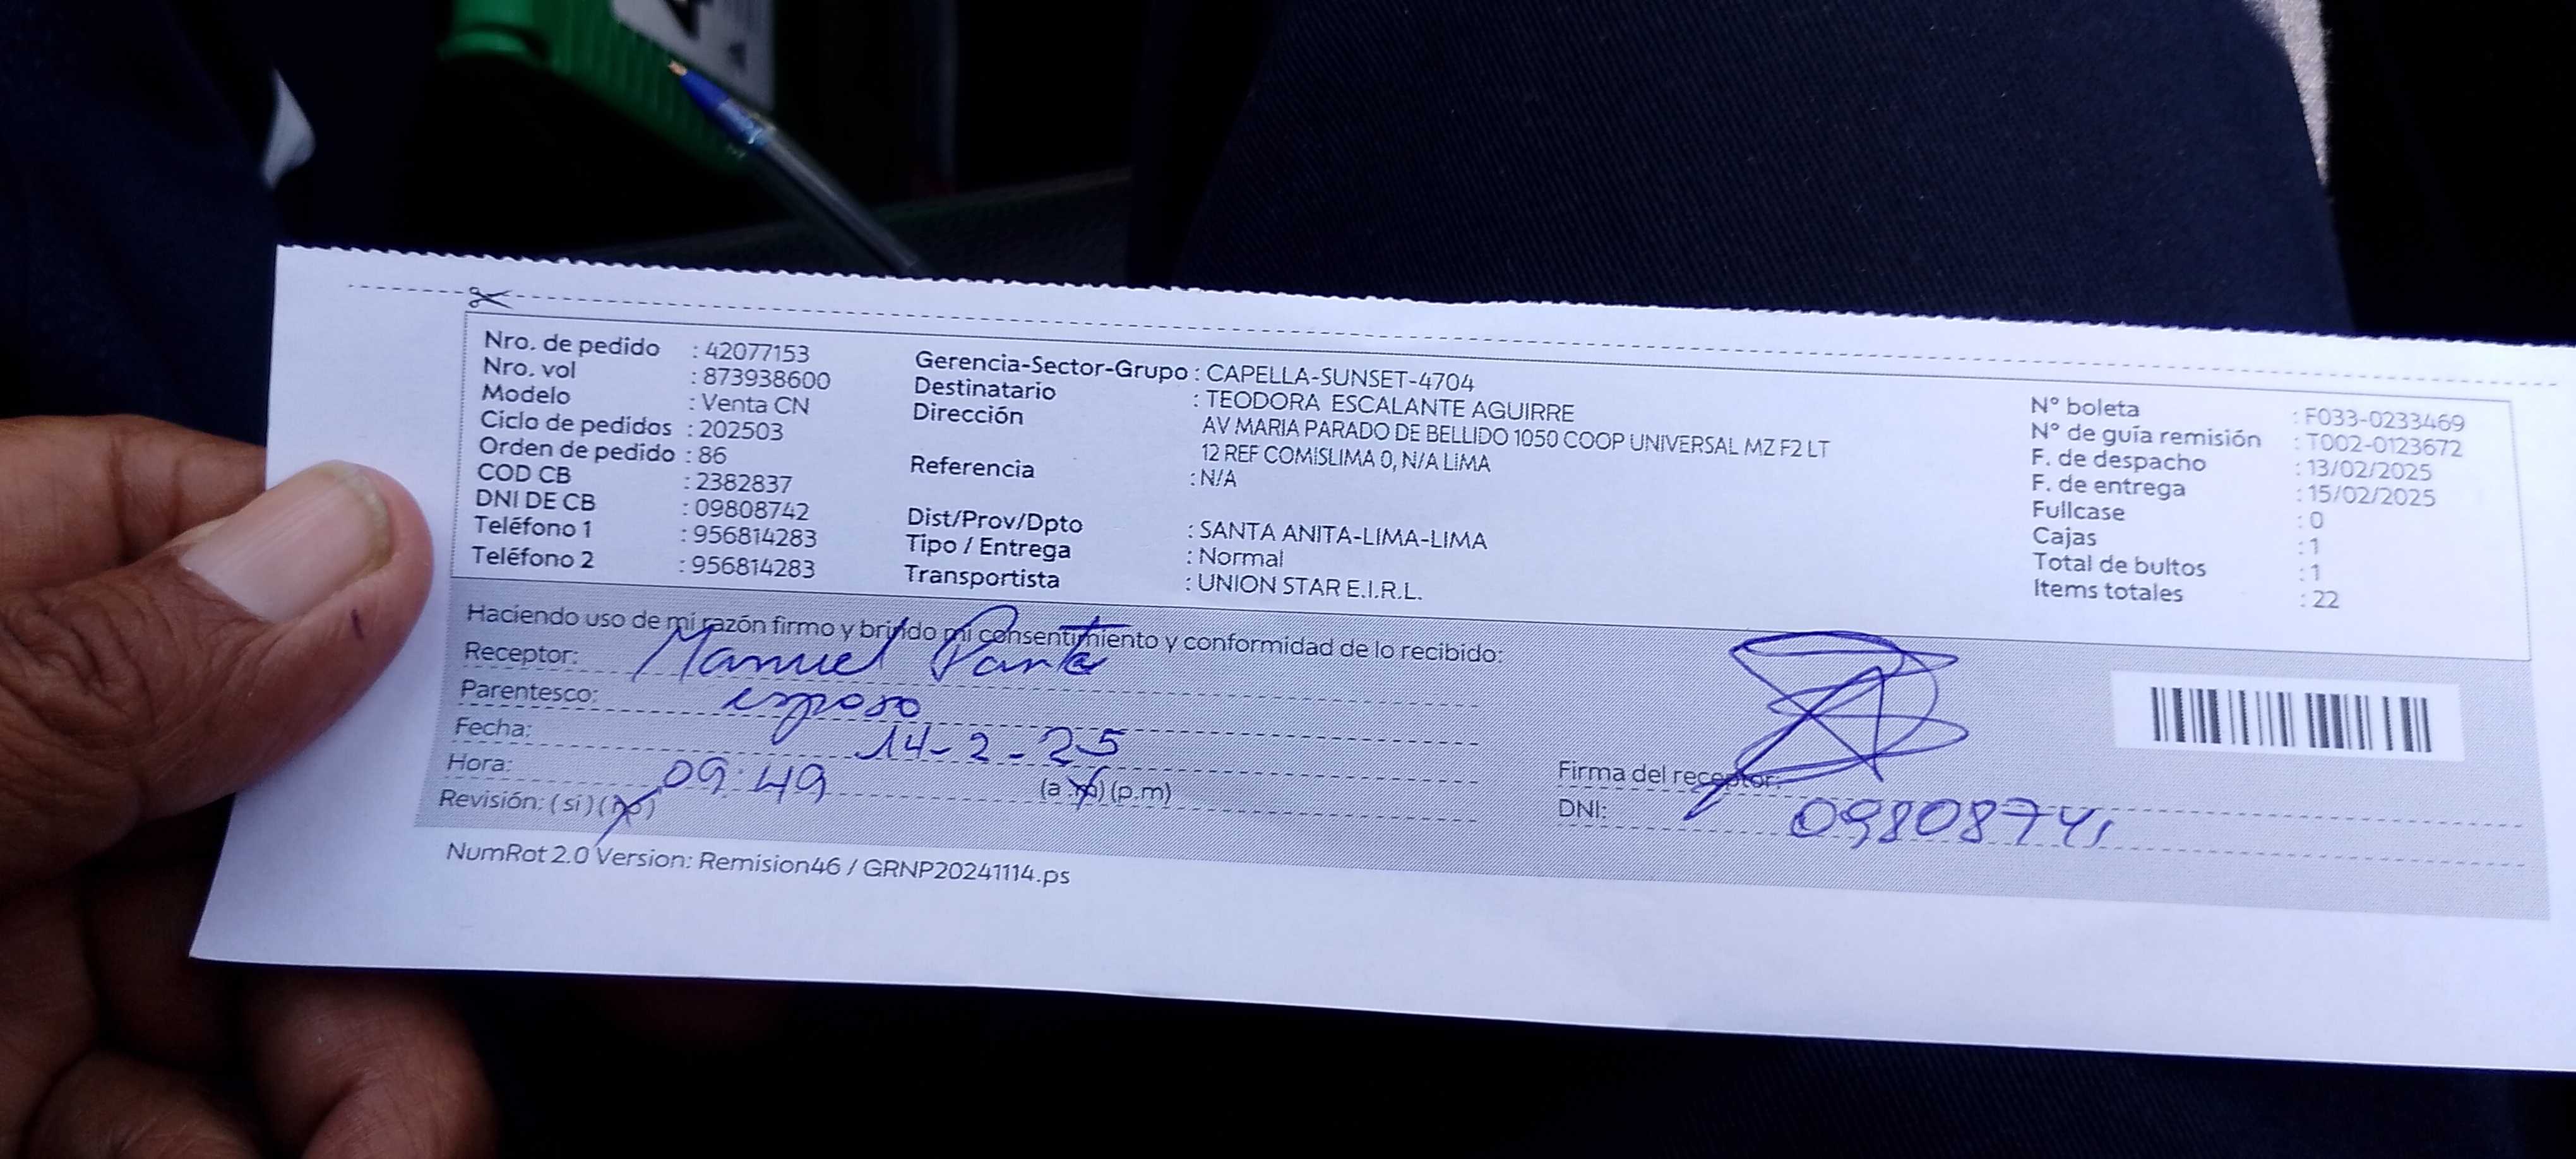 Nro. de pedido : 42077153
Nro. vol : 873938600
Modelo : Venta CN
Ciclo de pedidos : 202503
Orden de pedido : 86
COD CB : 2382837
DNI DE CB : 09808742
Teléfono 1 : 956814283
Teléfono 2 : 956814283
Gerencia-Sector-Grupo : CAPELLA-SUNSET-4704
Destinatario : TEODORA ESCALANTE AGUIRRE
Dirección AV MARIA PARADO DE BELLIDO 1050 COOP UNIVERSAL MZ F2 LT
12 REF COMISLIMA 0, N/A LIMA
Referencia : N/A
Dist/Prov/Dpto : SANTA ANITA-LIMA-LIMA
Tipo / Entrega : Normal
Transportista : UNION STAR E.I.R.L.
N° boleta : F033-0233469
N° de guía remisión : T002-0123672
F. de despacho : 13/02/2025
F. de entrega : 15/02/2025
Fullcase : 0
Cajas : 1
Total de bultos : 1
Items totales : 22
Haciendo uso de mi razón firmo y brindo mi consentimiento y conformidad de lo recibido:
Receptor: Manuel
Parentesco: esposo
Fecha: 14-2-25
Hora: 09:49 (a.m) (p.m)
Revisión: (si) (no)
Firma del receptor:
DNI: 09808741
NumRot 2.0 Version: Remision46 / GRNP20241114.ps